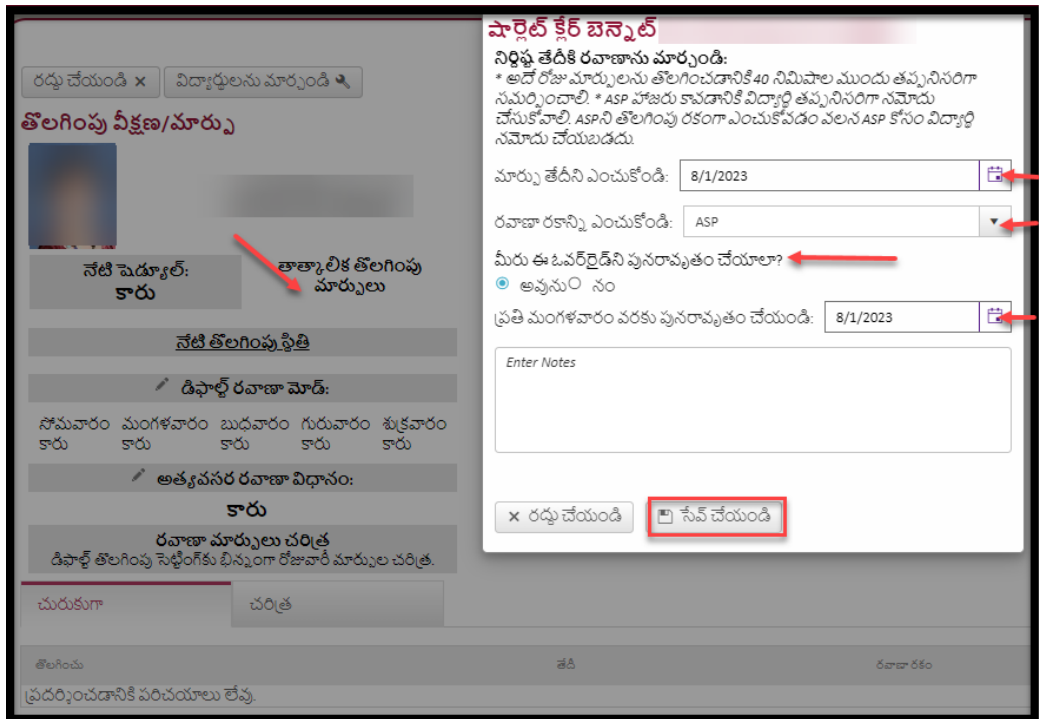 రద్దు చేయండి ×
విద్యార్థులను మార్చండి
తొలగింపు వీక్షణ/మార్పు
నేటి షెడ్యూల్:
కారు
తాత్కాలిక తొలగింపు
మార్పులు
నేటి తొలగింపు స్థితి
డిఫాల్ట్ రవాణా మోడ్:
సోమవారం మంగళవారం బుధవారం గురువారం శుక్రవారం
కారు కారు కారు కారు కారు
అత్యవసర రవాణా విధానం:
కారు
రవాణా మార్పులు చరిత్ర
డిఫాల్ట్ తొలగింపు సెట్టింగ్‌కు భిన్నంగా రోజువారీ మార్పుల చరిత్ర.
చురుకుగా
చరిత్ర
తొలగించు తేదీ రవాణా రకం
ప్రదర్శించడానికి పరిచయాలు లేవు.
షార్లెట్ క్లేర్ బెన్నెట్
నిర్దిష్ట తేదీకి రవాణాను మార్చండి:
* అదే రోజు మార్పులను తొలగించడానికి 40 నిమిషాల ముందు తప్పనిసరిగా
సమర్పించాలి. * ASP హాజరు కావడానికి విద్యార్థి తప్పనిసరిగా నమోదు
చేసుకోవాలి. ASPని తొలగింపు రకంగా ఎంచుకోవడం వలన ASP కోసం విద్యార్థి
నమోదు చేయబడదు.
మార్పు తేదీని ఎంచుకోండి: 8/1/2023
రవాణా రకాన్ని ఎంచుకోండి: ASP
మీరు ఈ ఓవర్‌రైడ్‌ని పునరావృతం చేయాలా?
అవును నం
ప్రతి మంగళవారం వరకు పునరావృతం చేయండి: 8/1/2023
Enter Notes
× రద్దు చేయండి
సేవ్ చేయండి